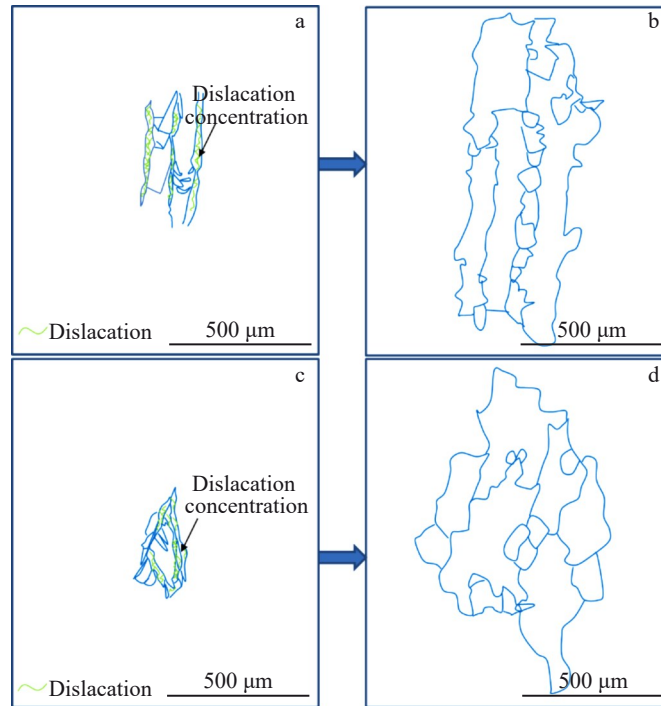 a
Dislacation
concentration
Dislacation
500 μm
b
500 μm
c
Dislacation
concentration
Dislacation
500 μm
d
500 μm